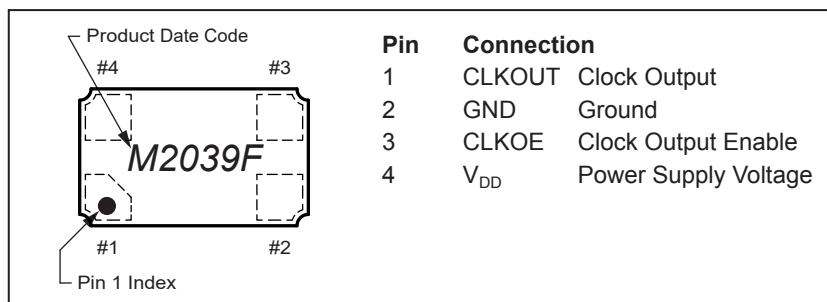 Product Date Code
#4
#3
M2039F
#1
#2
Pin 1 Index
Pin Connection
1 CLKOUT Clock Output
2 GND Ground
3 CLKOE Clock Output Enable
4 VDD Power Supply Voltage